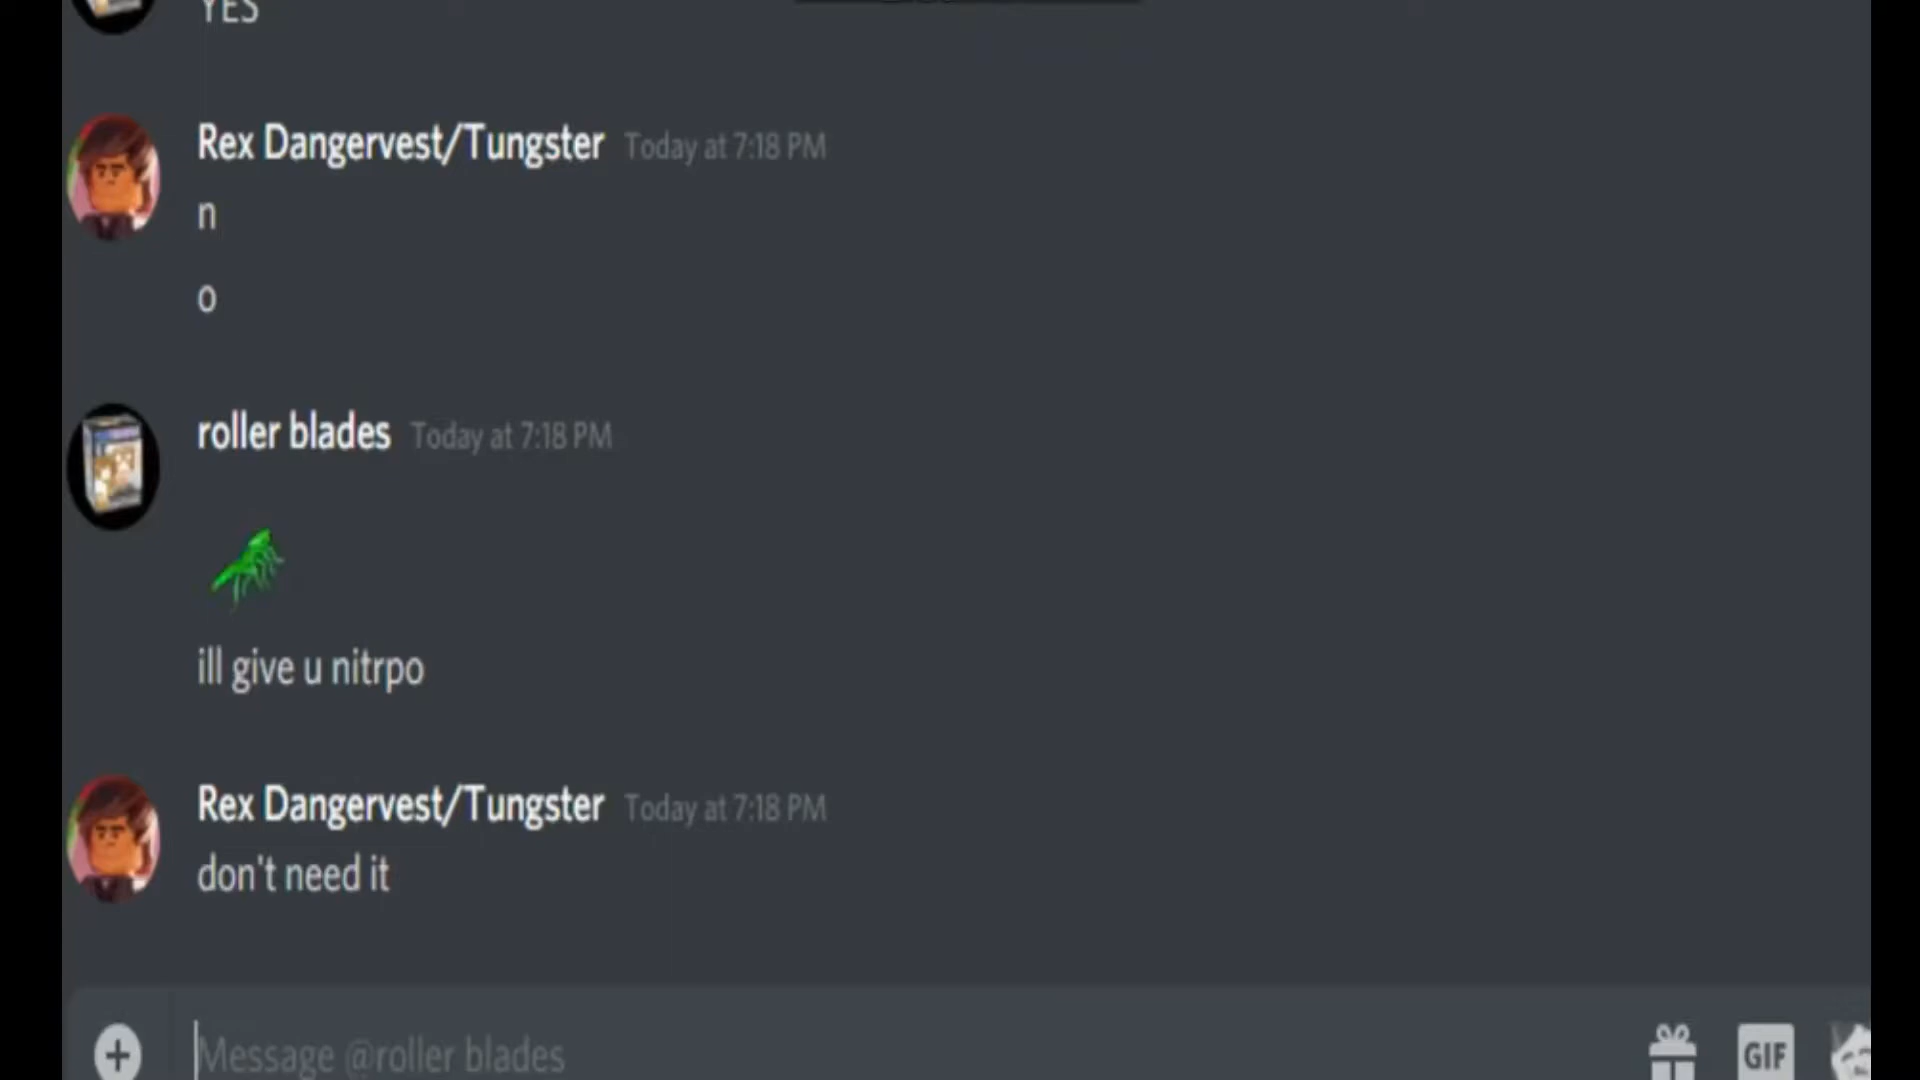 YES
Rex Dangervest/Tungster Today at 7:18 PM
n
o
roller blades Today at 7:18 PM
ill give u nitrpo
Rex Dangervest/Tungster Today at 7:18 PM
don't need it
Message @roller blades
GIF